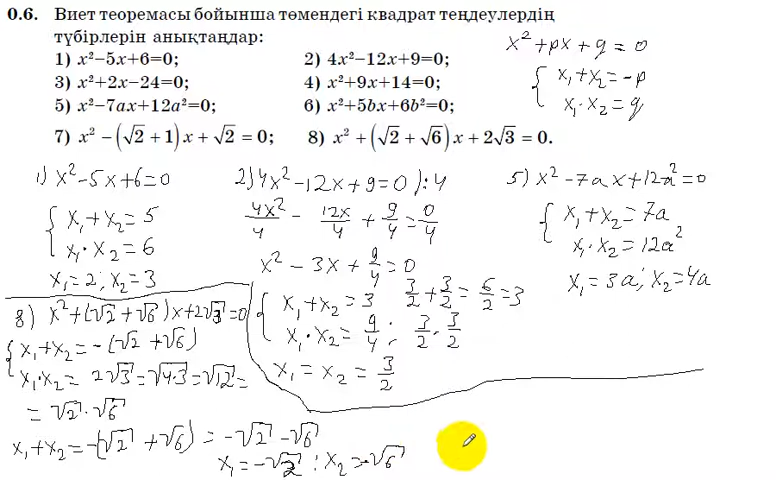 0.6. Виет теоремасы бойынша төмендегі квадрат теңдеулердің
түбірлерін анықтаңдар:
1) x²−5x+6=0; 2) 4x²−12x+9=0;
3) x²+2x−24=0; 4) x²+9x+14=0;
5) x²−7ax+12a²=0; 6) x²+5bx+6b²=0;
7) x² − (√2 + 1) x + √2 = 0; 8) x² + (√2 + √6) x + 2√3 = 0.
x² + px + q = 0
{ x₁ + x₂ = −p
x₁ · x₂ = q
1) x² − 5x + 6 = 0
{ x₁ + x₂ = 5
x₁ · x₂ = 6
x₁ = 2; x₂ = 3
2) 4x² − 12x + 9 = 0 ) : 4
4x²/4 − 12x/4 + 9/4 = 0/4
x² − 3x + 9/4 = 0
{ x₁ + x₂ = 3 3/2 + 3/2 = 6/2 = 3
x₁ · x₂ = 9/4 ; 3/2 · 3/2
x₁ = x₂ = 3/2
5) x² − 7ax + 12a² = 0
{ x₁ + x₂ = 7a
x₁ · x₂ = 12a²
x₁ = 3a; x₂ = 4a
8) x² + (√2 + √6)x + 2√3 = 0
{ x₁ + x₂ = −(√2 + √6)
x₁ · x₂ = 2√3 = √4·3 = √12 =
= √2 · √6
x₁ + x₂ = −(√2 + √6) = −√2 − √6
x₁ = −√2 ; x₂ = −√6